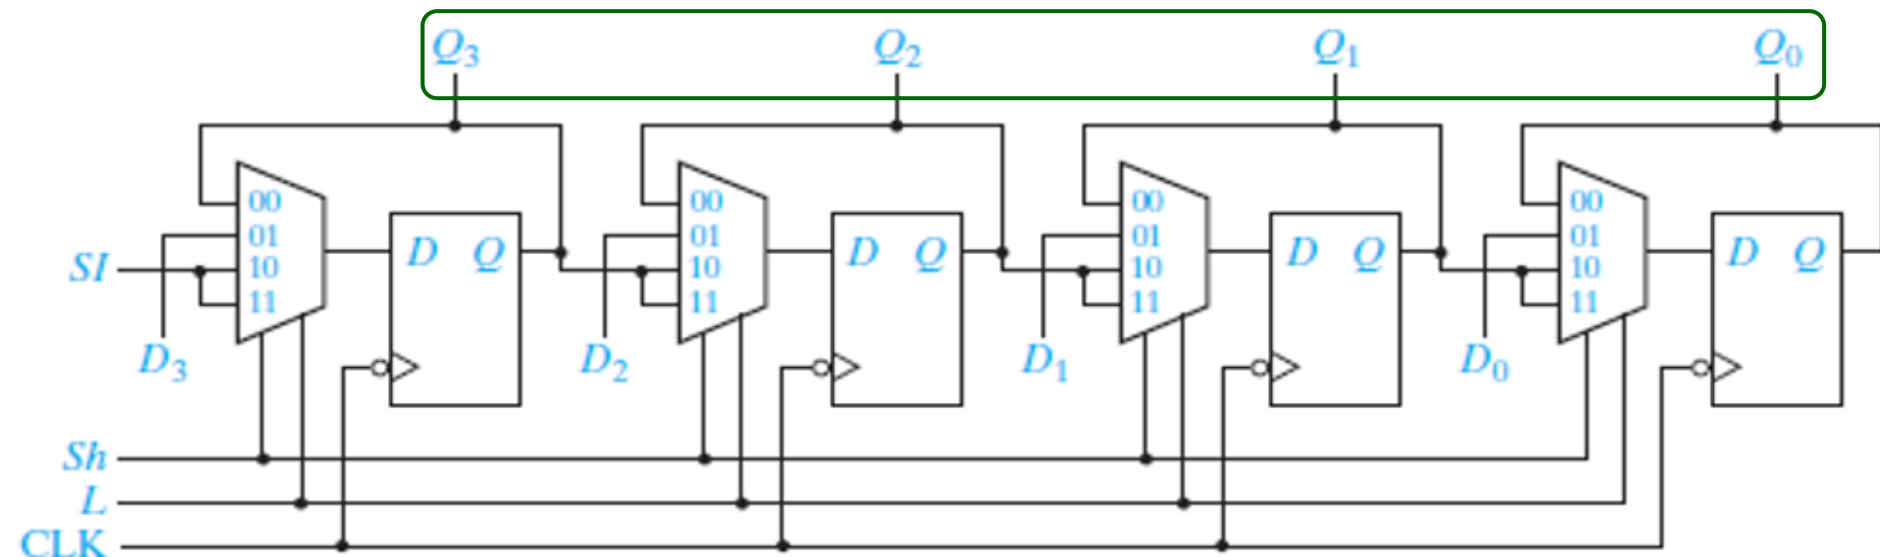 Q3 Q2 Q1 Q0
00 00 00 00
01 D Q 01 D Q 01 D Q 01 D Q
SI 10 10 10 10
11 11 11 11
D3 D2 D1 D0
Sh
L
CLK